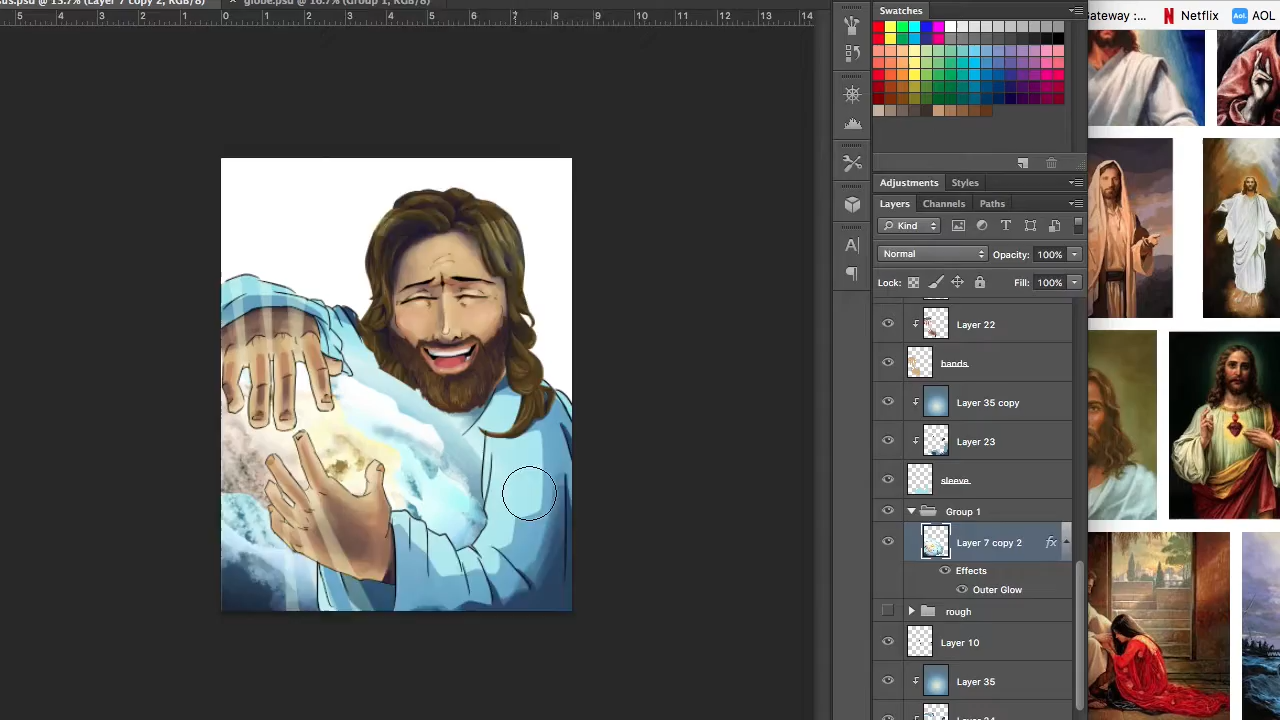 sus.psd @ 13.7% (Layer 7 copy 2, RGB/8)
globe.psd @ 16.7% (Group 1, RGB/8)
5 4 3 2 1 0 1 2 3 4 5 6 7 8 9 10 11 12 13 14
Swatches
Gateway :... Netflix Aol. AOL
Adjustments Styles
Layers Channels Paths
Kind T
Normal Opacity: 100%
Lock: Fill: 100%
A
Layer 22
hands
Layer 35 copy
Layer 23
sleeve
Group 1
Layer 7 copy 2 fx
Effects
Outer Glow
rough
Layer 10
Layer 35